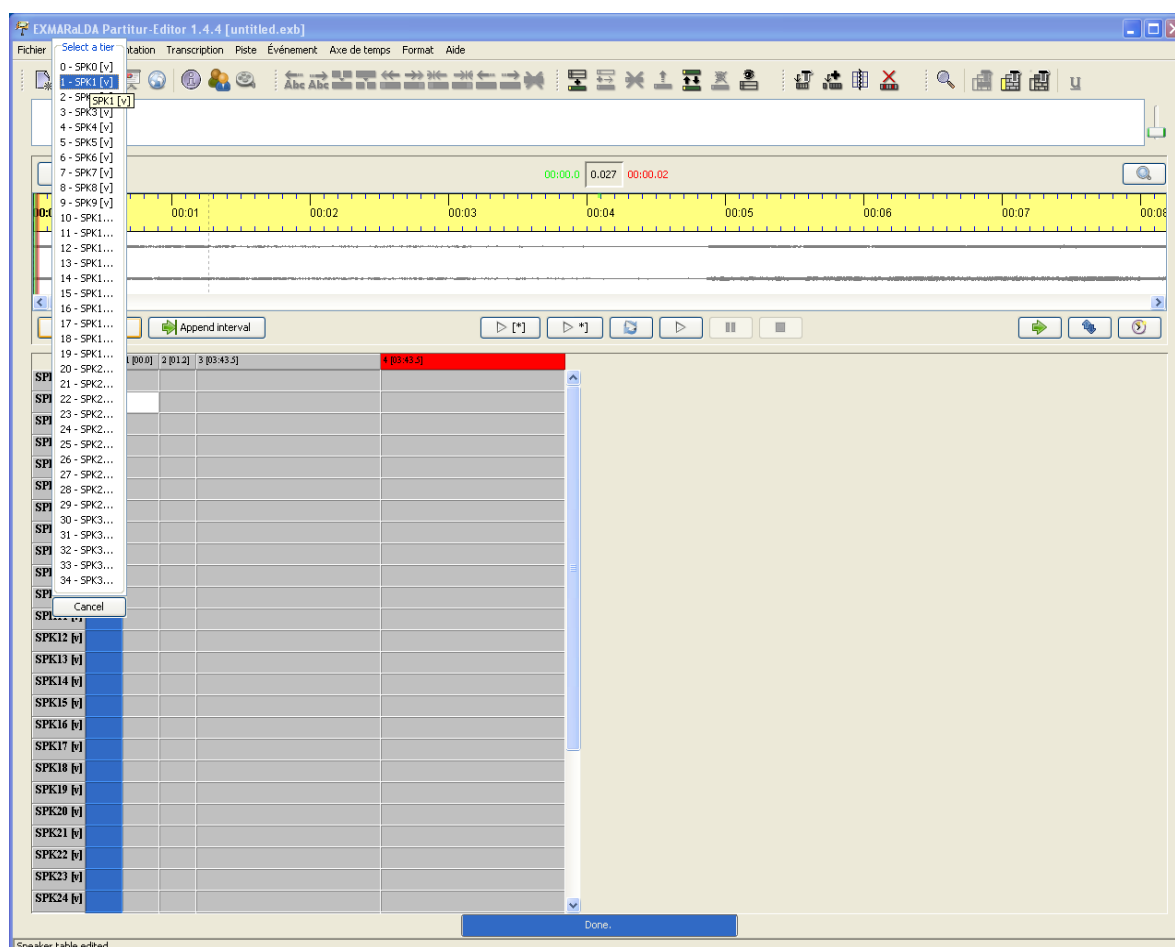 EXMARaLDA Partitur-Editor 1.4.4 [untitled.exb]
Fichier tation Transcription Piste Événement Axe de temps Format Aide
Select a tier
0 - SPK0 [v]
1 - SPK1 [v]
2 - SP
SPK1 [v]
3 - SPK3 [v]
4 - SPK4 [v]
5 - SPK5 [v]
6 - SPK6 [v]
7 - SPK7 [v]
8 - SPK8 [v]
9 - SPK9 [v]
10 - SPK1...
11 - SPK1...
12 - SPK1...
13 - SPK1...
14 - SPK1...
15 - SPK1...
16 - SPK1...
17 - SPK1...
18 - SPK1...
19 - SPK1...
20 - SPK2...
21 - SPK2...
22 - SPK2...
23 - SPK2...
24 - SPK2...
25 - SPK2...
26 - SPK2...
27 - SPK2...
28 - SPK2...
29 - SPK2...
30 - SPK3...
31 - SPK3...
32 - SPK3...
33 - SPK3...
34 - SPK3...
Cancel
Abc Abc
u
00:00.0 0.027 00:00.02
00:01 00:02 00:03 00:04 00:05 00:06 00:07 00:08
Append interval [*] *]
1 [00.0] 2 [01.2] 3 [03:43.5] 4 [03:43.5]
SPK12 [v]
SPK13 [v]
SPK14 [v]
SPK15 [v]
SPK16 [v]
SPK17 [v]
SPK18 [v]
SPK19 [v]
SPK20 [v]
SPK21 [v]
SPK22 [v]
SPK23 [v]
SPK24 [v]
Done.
Speaker table edited